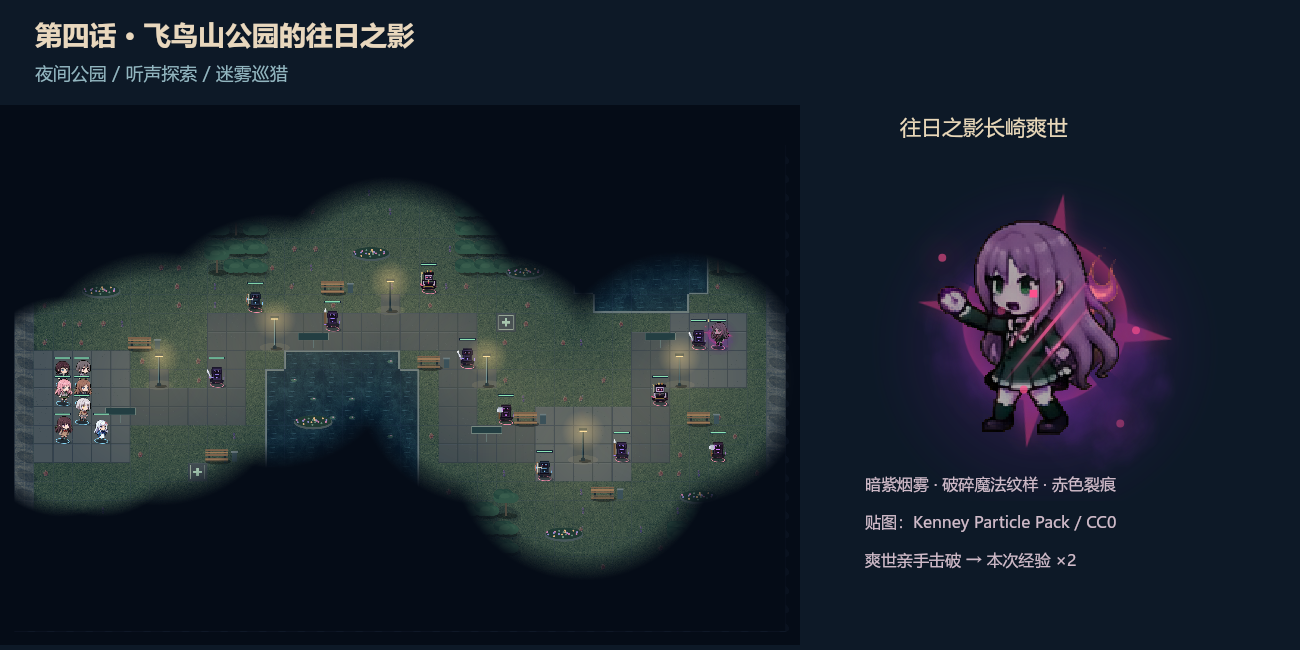 第四话·飞鸟山公园的往日之影
夜间公园 / 听声探索 / 迷雾巡猎
往日之影长崎爽世
暗紫烟雾 · 破碎魔法纹样 · 赤色裂痕
贴图：Kenney Particle Pack / CC0
爽世亲手击破 → 本次经验 ×2